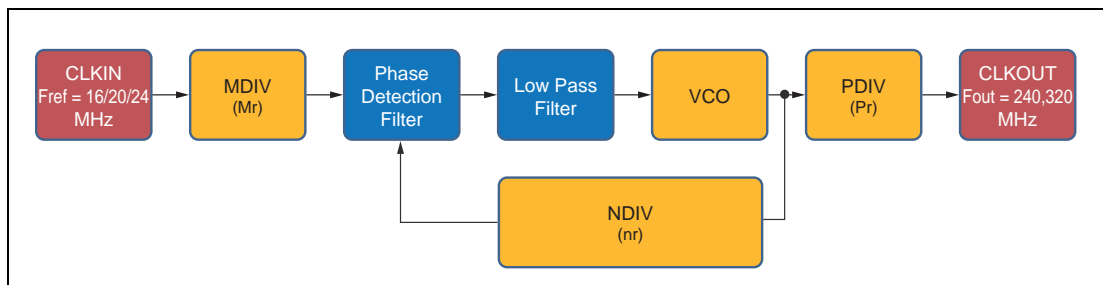 CLKIN
Fref = 16/20/24
MHz
MDIV
(Mr)
Phase
Detection
Filter
Low Pass
Filter
VCO
PDIV
(Pr)
CLKOUT
Fout = 240,320
MHz
NDIV
(nr)